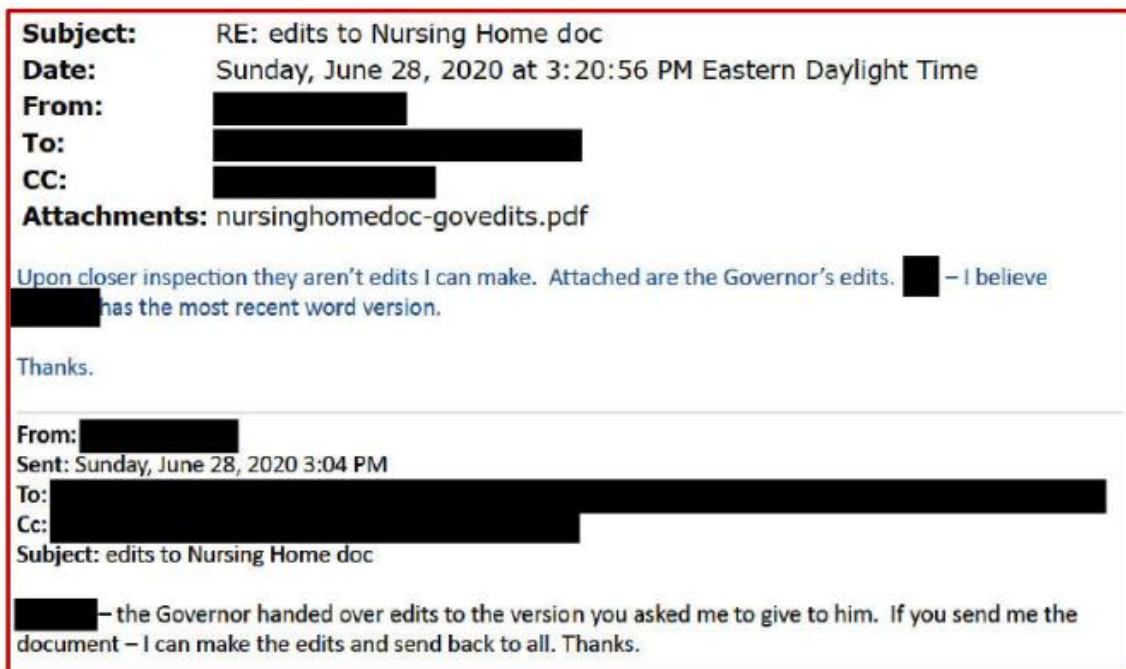 Subject: RE: edits to Nursing Home doc
Date: Sunday, June 28, 2020 at 3:20:56 PM Eastern Daylight Time
From:
To:
CC:
Attachments: nursinghomedoc-govedits.pdf
Upon closer inspection they aren't edits I can make.  Attached are the Governor's edits. – I believe
has the most recent word version.
Thanks.
From:
Sent: Sunday, June 28, 2020 3:04 PM
To:
Cc:
Subject: edits to Nursing Home doc
– the Governor handed over edits to the version you asked me to give to him.  If you send me the
document – I can make the edits and send back to all. Thanks.